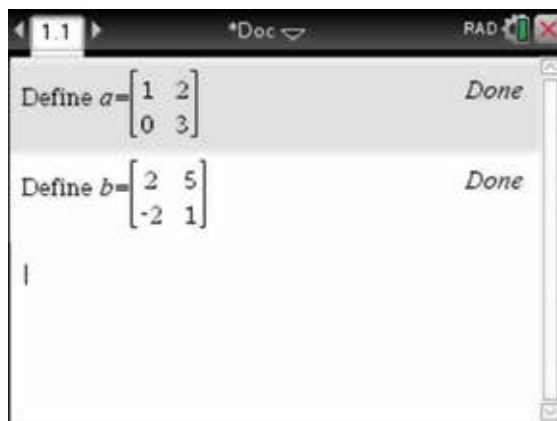 1.1 *Doc RAD
Define a=[1 2 Done
0 3]
Define b=[2 5 Done
-2 1]